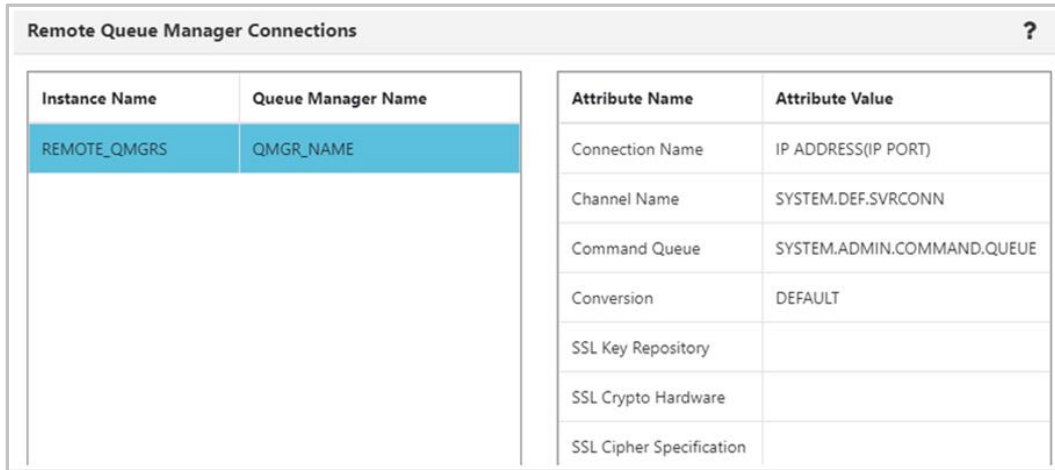 Remote Queue Manager Connections ?
Instance Name Queue Manager Name
REMOTE_QMGRS QMGR_NAME
Attribute Name Attribute Value
Connection Name IP ADDRESS(IP PORT)
Channel Name SYSTEM.DEF.SVRCONN
Command Queue SYSTEM.ADMIN.COMMAND.QUEUE
Conversion DEFAULT
SSL Key Repository
SSL Crypto Hardware
SSL Cipher Specification